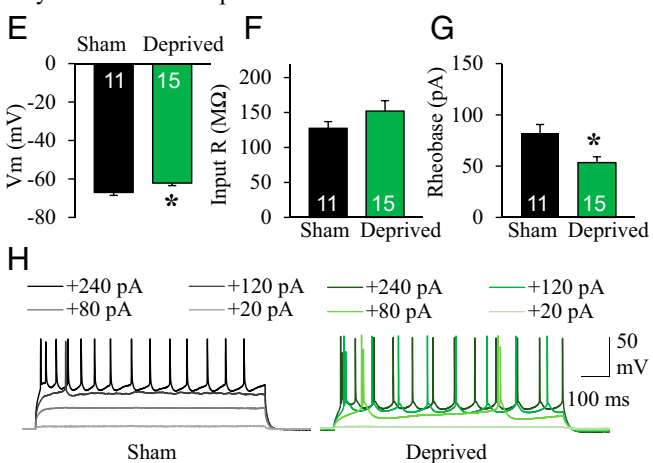 E
Sham Deprived
Vm (mV)
0
-20
-40
-60
-80
11
15
*
F
Input R (MΩ)
200
150
100
50
0
11
15
Sham Deprived
G
Rheobase (pA)
150
100
50
0
*
11
15
Sham Deprived
H
+240 pA +120 pA
+80 pA +20 pA
+240 pA +120 pA
+80 pA +20 pA
50
mV
100 ms
Sham
Deprived